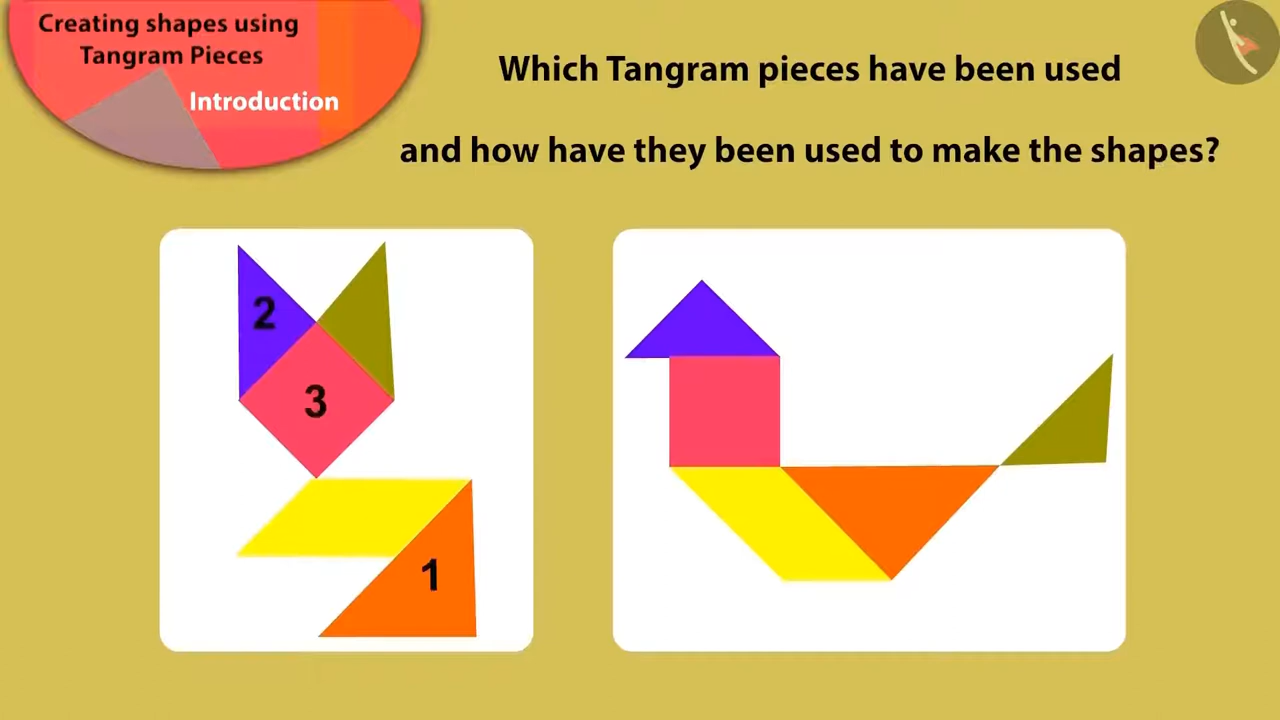 Creating shapes using
Tangram Pieces
Introduction
Which Tangram pieces have been used
and how have they been used to make the shapes?
2
3
1